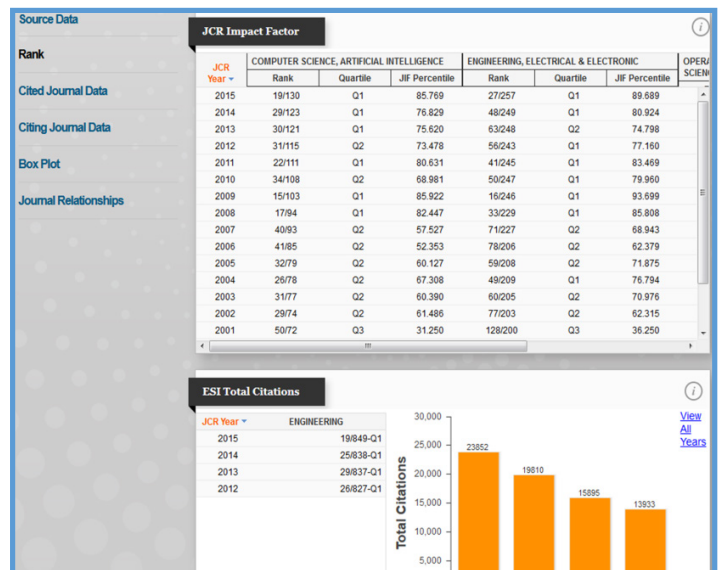 Source Data
Rank
Cited Journal Data
Citing Journal Data
Box Plot
Journal Relationships
JCR Impact Factor
JCR Year COMPUTER SCIENCE, ARTIFICIAL INTELLIGENCE ENGINEERING, ELECTRICAL & ELECTRONIC
Rank Quartile JIF Percentile Rank Quartile JIF Percentile
2015 19/130 Q1 85.769 27/257 Q1 89.689
2014 29/123 Q1 76.829 48/249 Q1 80.924
2013 30/121 Q1 75.620 63/248 Q2 74.798
2012 31/115 Q2 73.478 56/243 Q1 77.160
2011 22/111 Q1 80.631 41/245 Q1 83.469
2010 34/108 Q2 68.981 50/247 Q1 79.960
2009 15/103 Q1 85.922 16/246 Q1 93.699
2008 17/94 Q1 82.447 33/229 Q1 85.808
2007 40/93 Q2 57.527 71/227 Q2 68.943
2006 41/85 Q2 52.353 78/206 Q2 62.379
2005 32/79 Q2 60.127 59/208 Q2 71.875
2004 26/78 Q2 67.308 49/209 Q1 76.794
2003 31/77 Q2 60.390 60/205 Q2 70.976
2002 29/74 Q2 61.486 77/203 Q2 62.315
2001 50/72 Q3 31.250 128/200 Q3 36.250
ESI Total Citations
JCR Year ENGINEERING
2015 19/849-Q1
2014 25/838-Q1
2013 29/837-Q1
2012 26/827-Q1
View
All
Years
Total Citations
30,000
25,000
20,000
15,000
10,000
5,000
23852
19810
15895
13933